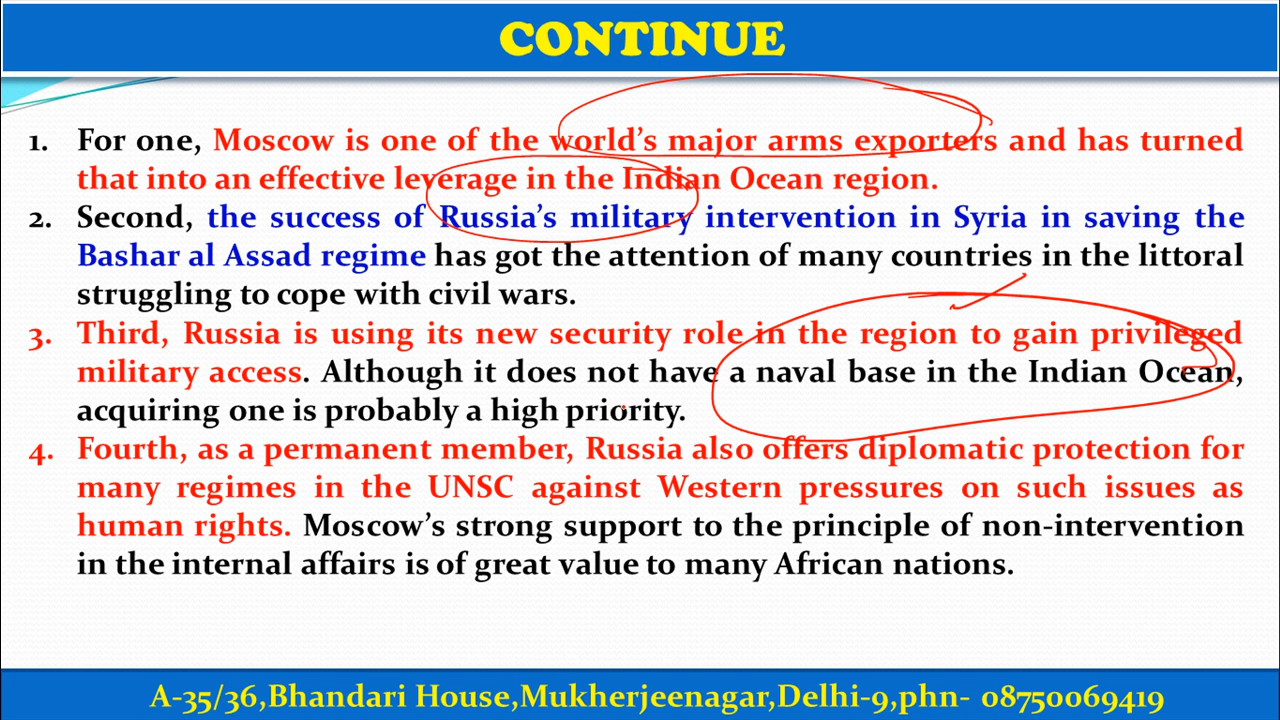 CONTINUE
1. For one, Moscow is one of the world's major arms exporters and has turned
that into an effective leverage in the Indian Ocean region.
2. Second, the success of Russia's military intervention in Syria in saving the
Bashar al Assad regime has got the attention of many countries in the littoral
struggling to cope with civil wars.
3. Third, Russia is using its new security role in the region to gain privileged
military access. Although it does not have a naval base in the Indian Ocean,
acquiring one is probably a high priority.
4. Fourth, as a permanent member, Russia also offers diplomatic protection for
many regimes in the UNSC against Western pressures on such issues as
human rights. Moscow's strong support to the principle of non-intervention
in the internal affairs is of great value to many African nations.
A-35/36,Bhandari House,Mukherjeenagar,Delhi-9,phn- 08750069419